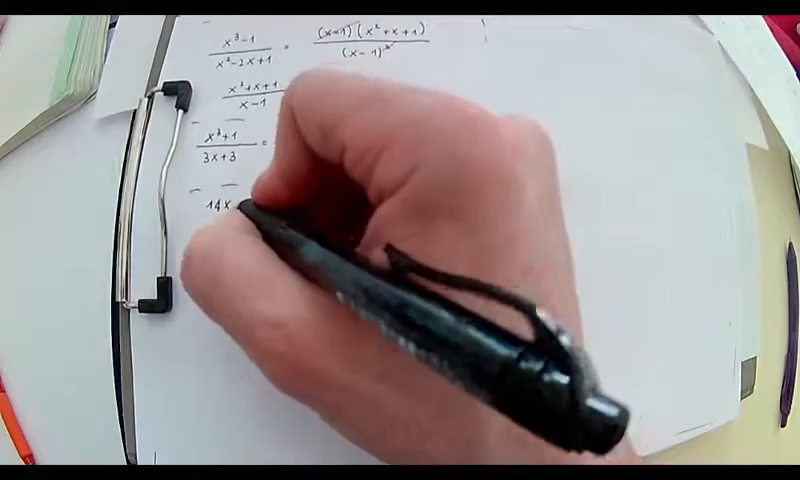 x³-1 / x²-2x+1 = (x-1)(x²+x+1) / (x-1)²
x²+x+1 / x-1
x³+1 / 3x+3 =
14x